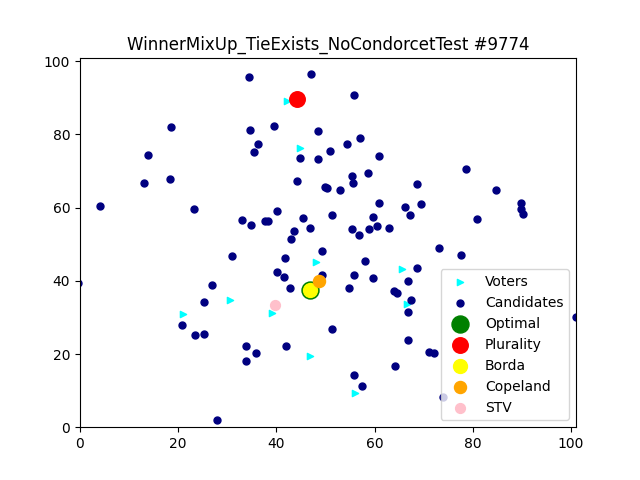 WinnerMixUp_TieExists_NoCondorcetTest #9774
100
80
60
40
20
0
0 20 40 60 80 100
Voters
Candidates
Optimal
Plurality
Borda
Copeland
STV